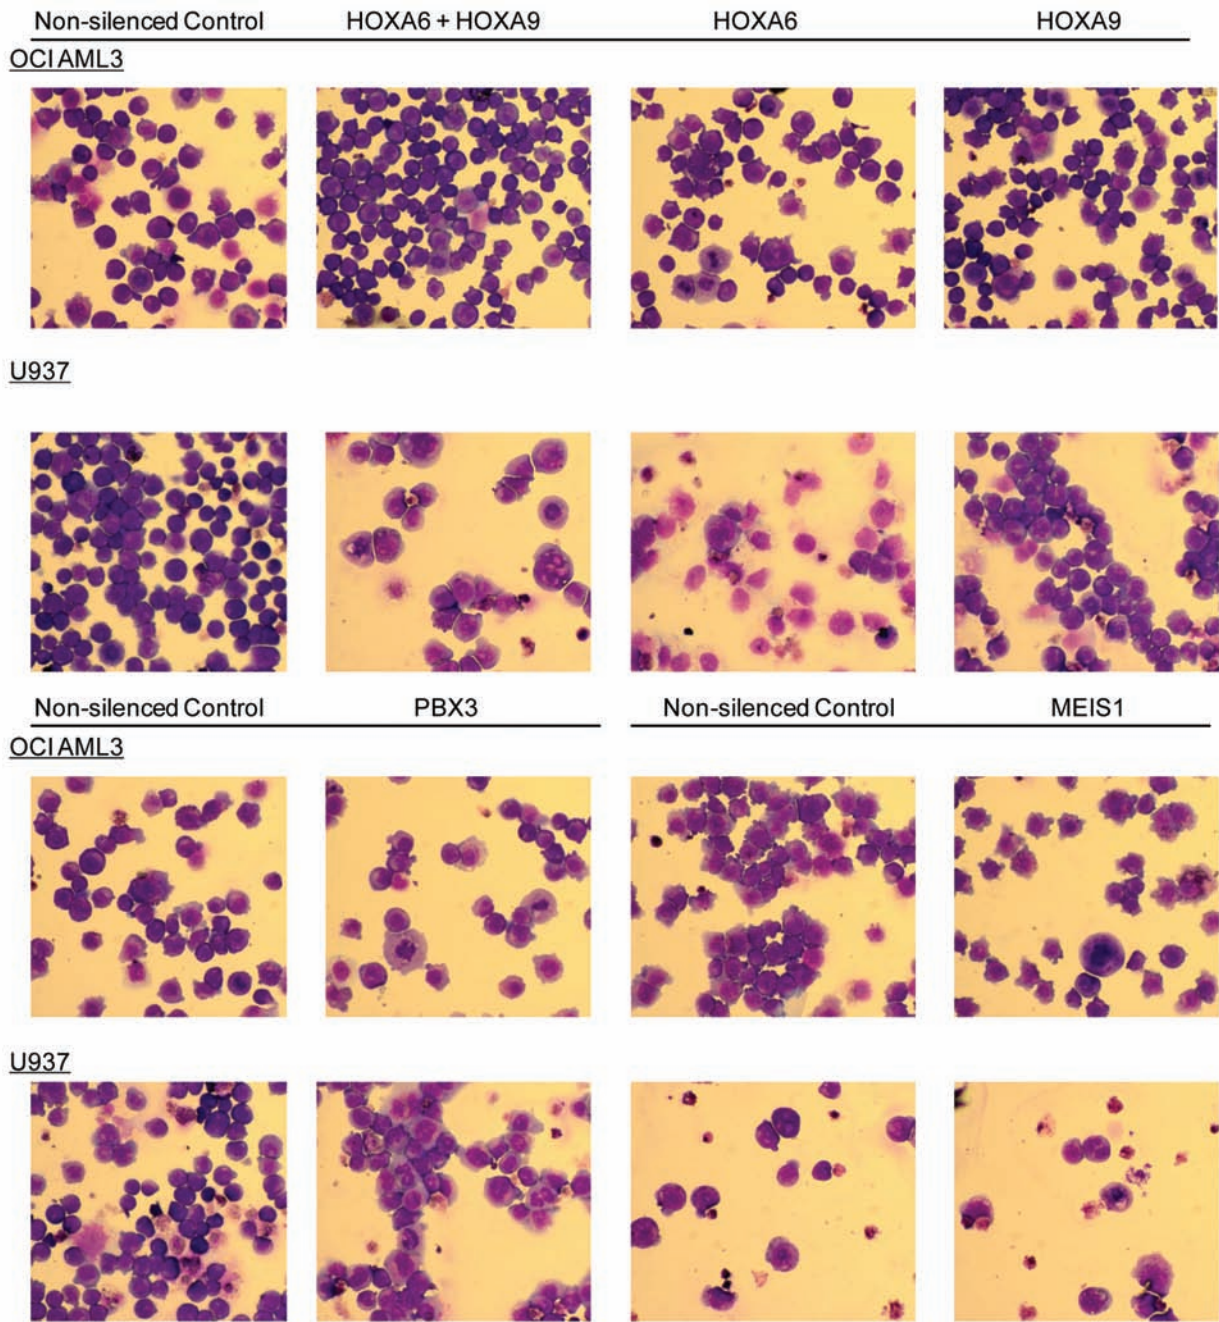 Non-silenced Control HOXA6 + HOXA9 HOXA6 HOXA9
OCI AML3
U937
Non-silenced Control PBX3 Non-silenced Control MEIS1
OCI AML3
U937